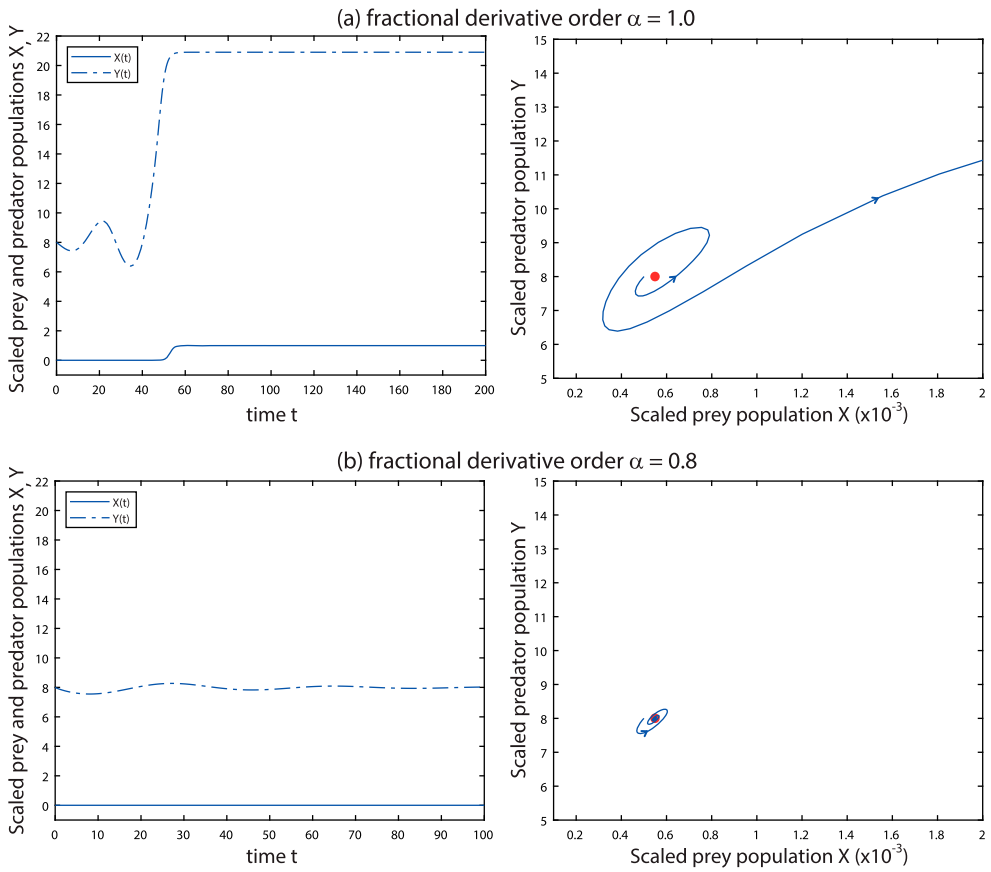 (a) fractional derivative order α = 1.0
Scaled prey and predator populations X, Y
22
20
18
16
14
12
10
8
6
4
2
0
X(t)
Y(t)
0 20 40 60 80 100 120 140 160 180 200
time t
Scaled predator population Y
15
14
13
12
11
10
9
8
7
6
5
0.2 0.4 0.6 0.8 1 1.2 1.4 1.6 1.8 2
Scaled prey population X (x10⁻³)
(b) fractional derivative order α = 0.8
Scaled prey and predator populations X, Y
22
20
18
16
14
12
10
8
6
4
2
0
X(t)
Y(t)
0 10 20 30 40 50 60 70 80 90 100
time t
Scaled predator population Y
15
14
13
12
11
10
9
8
7
6
5
0.2 0.4 0.6 0.8 1 1.2 1.4 1.6 1.8 2
Scaled prey population X (x10⁻³)